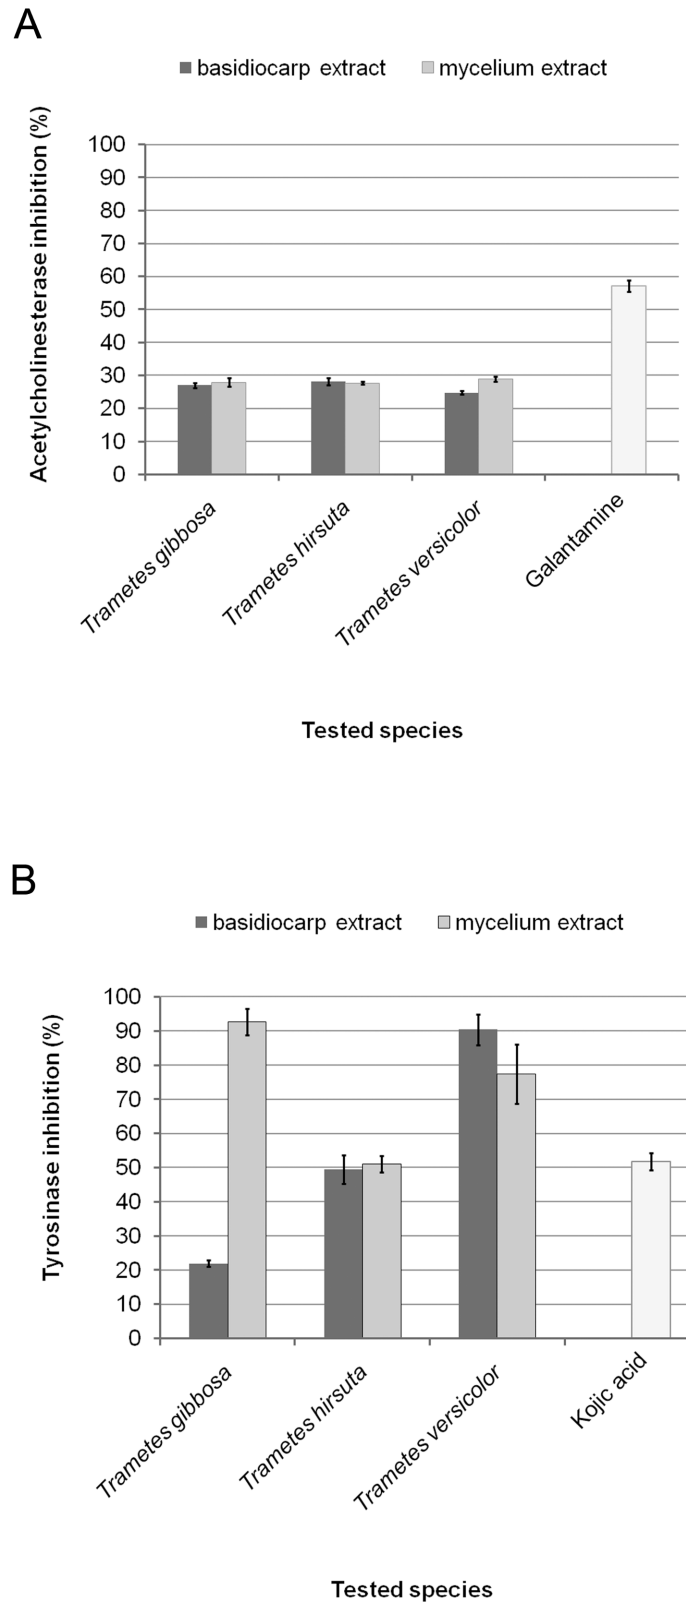 A
basidiocarp extract mycelium extract
Acetylcholinesterase inhibition (%)
100
90
80
70
60
50
40
30
20
10
0
Trametes gibbosa
Trametes hirsuta
Trametes versicolor
Galantamine
Tested species
B
basidiocarp extract mycelium extract
Tyrosinase inhibition (%)
100
90
80
70
60
50
40
30
20
10
0
Trametes gibbosa
Trametes hirsuta
Trametes versicolor
Kojic acid
Tested species